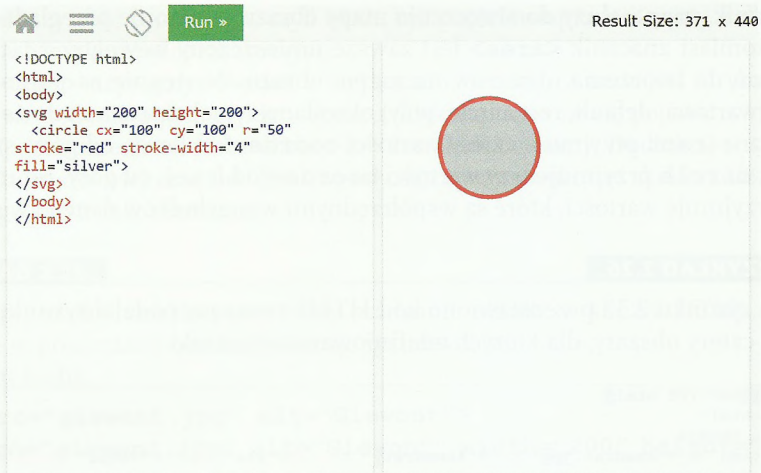 Run »
Result Size: 371 x 440
<!DOCTYPE html>
<html>
<body>
<svg width="200" height="200">
<circle cx="100" cy="100" r="50"
stroke="red" stroke-width="4"
fill="silver">
</svg>
</body>
</html>